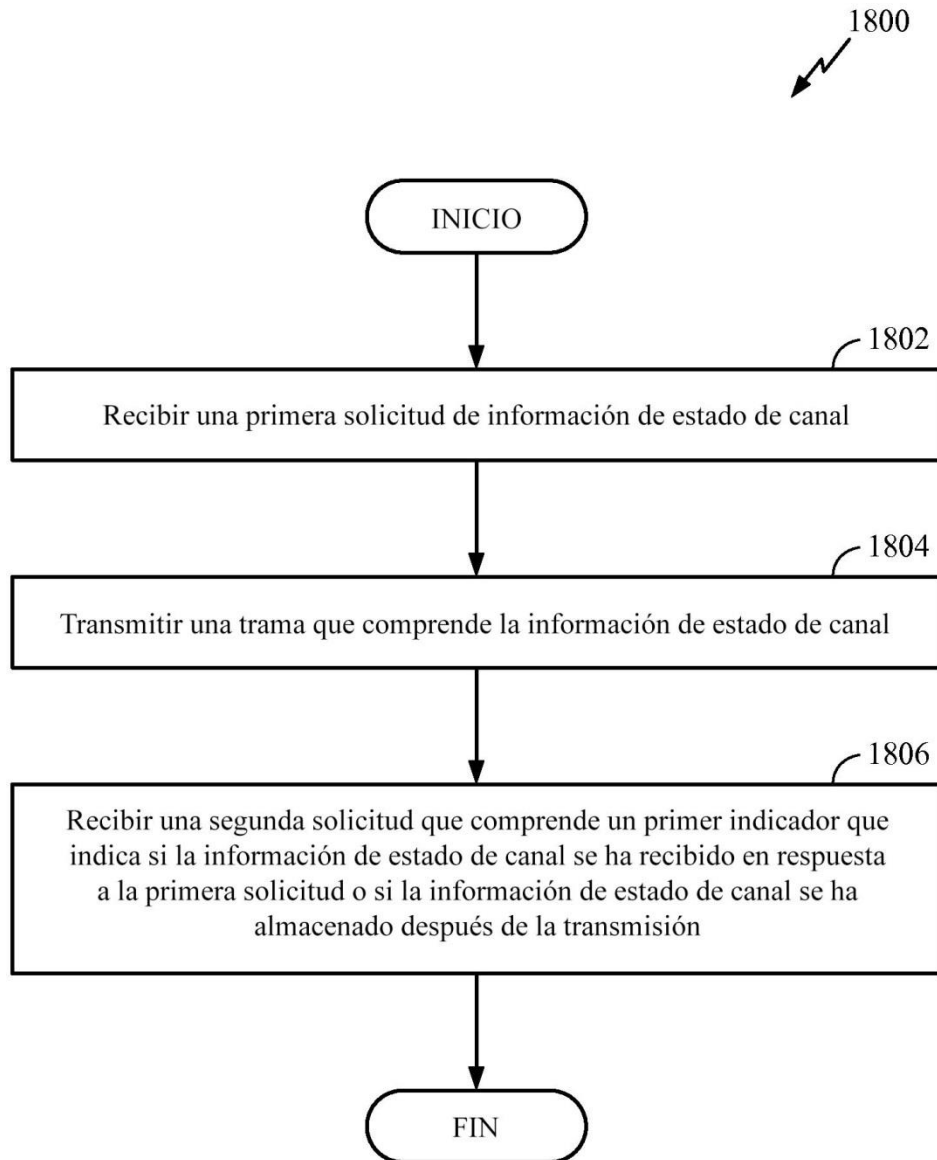 1800
INICIO
1802
Recibir una primera solicitud de información de estado de canal
1804
Transmitir una trama que comprende la información de estado de canal
1806
Recibir una segunda solicitud que comprende un primer indicador que
indica si la información de estado de canal se ha recibido en respuesta
a la primera solicitud o si la información de estado de canal se ha
almacenado después de la transmisión
FIN